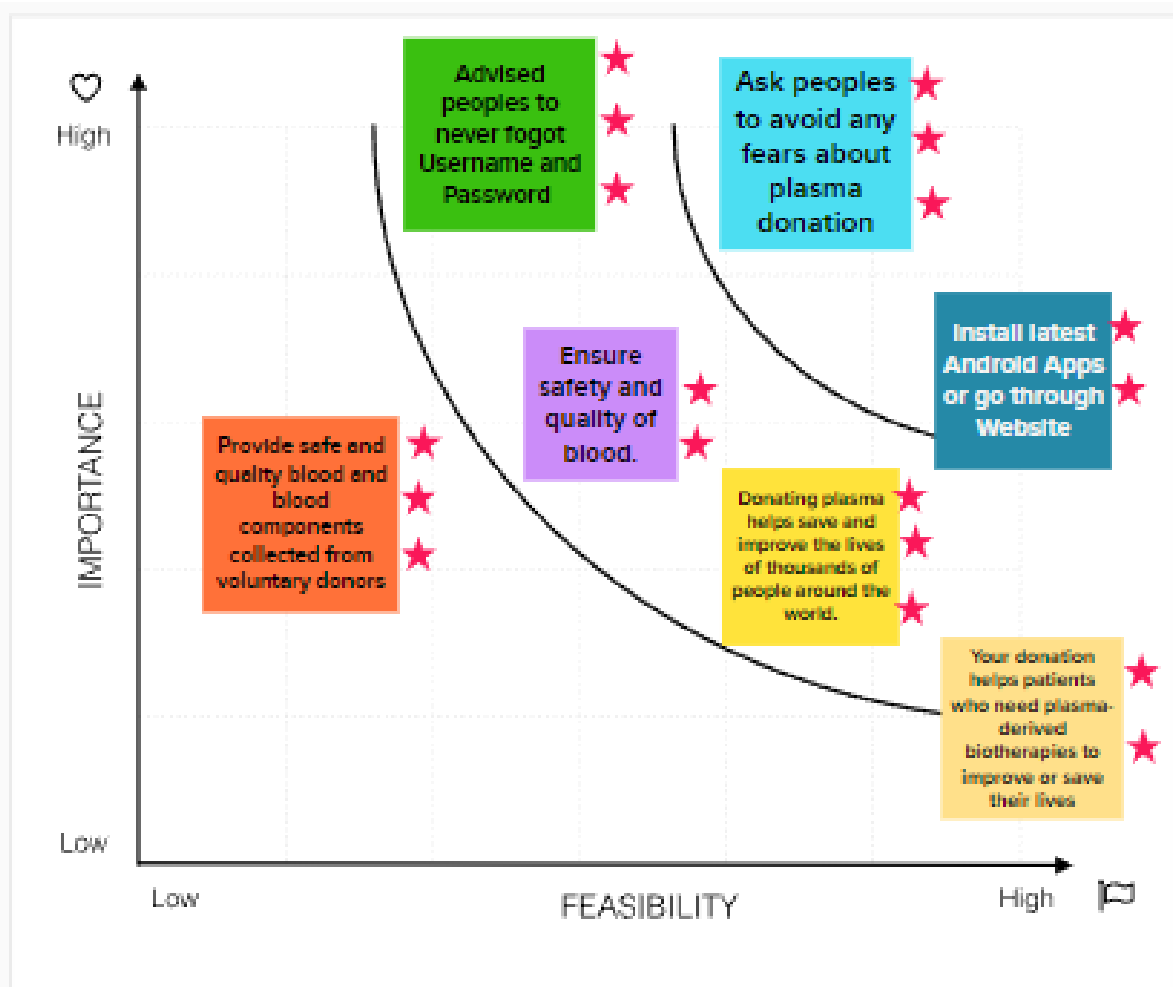 High
IMPORTANCE
Low
Low
FEASIBILITY
High
Advised
peoples to
never fogot
Username and
Password
Ask peoples
to avoid any
fears about
plasma
donation
Install latest
Android Apps
or go through
Website
Ensure
safety and
quality of
blood.
Provide safe and
quality blood and
blood
components
collected from
voluntary donors
Donating plasma
helps save and
improve the lives
of thousands of
people around the
world.
Your donation
helps patients
who need plasma-
derived
biotherapies to
improve or save
their lives